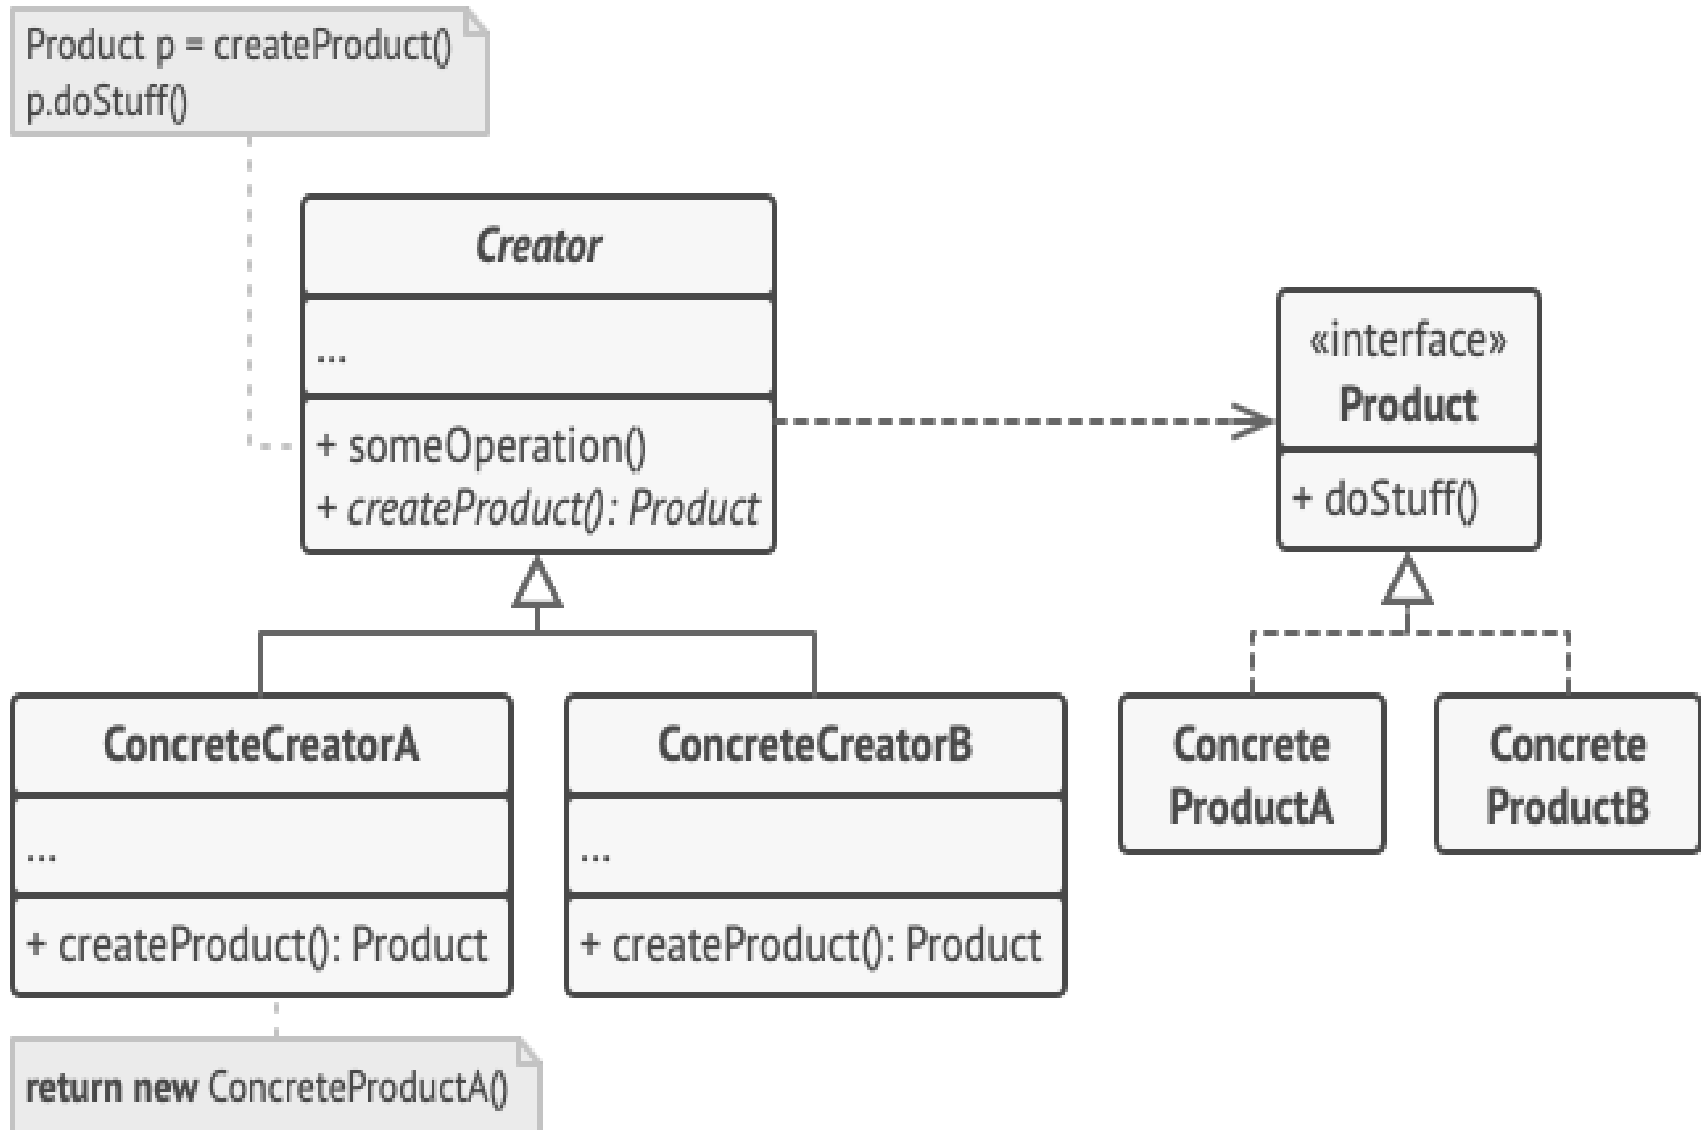 Product p = createProduct()
p.doStuff()
Creator
...
+ someOperation()
+ createProduct(): Product
«interface»
Product
+ doStuff()
ConcreteCreatorA
...
+ createProduct(): Product
ConcreteCreatorB
...
+ createProduct(): Product
Concrete
ProductA
Concrete
ProductB
return new ConcreteProductA()